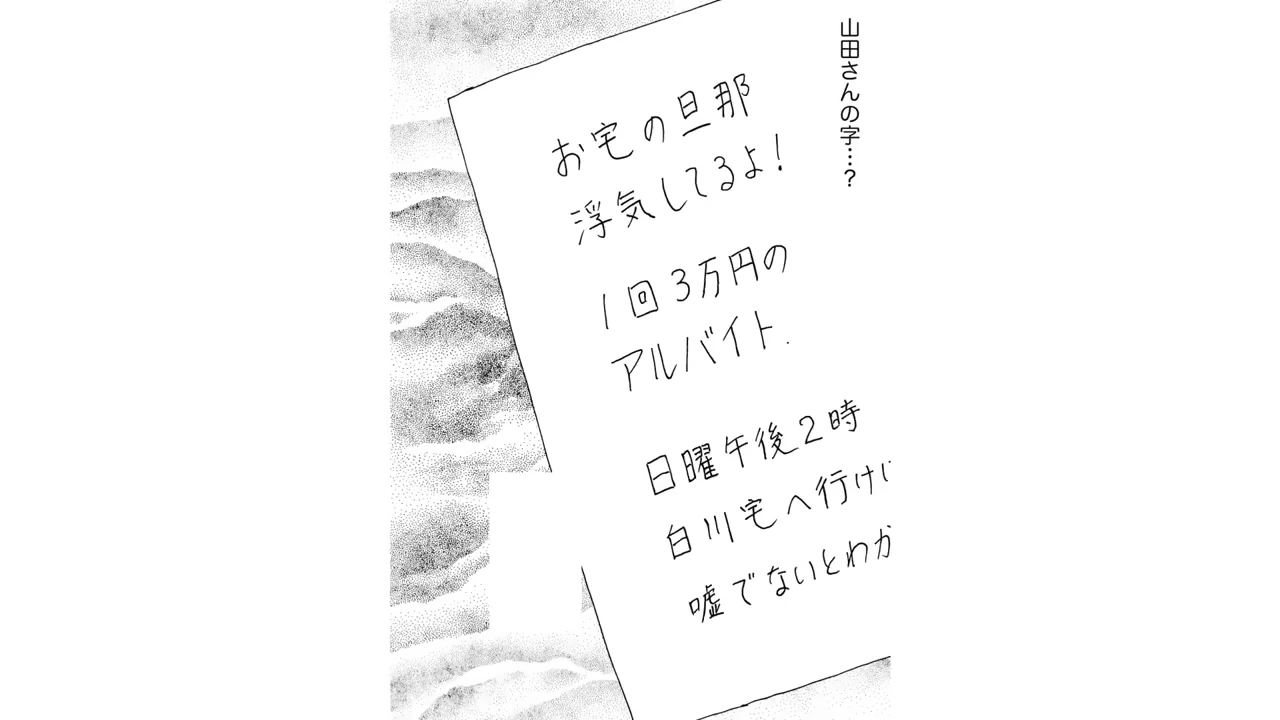 山田さんの字…?
お宅の旦那
浮気してるよ!
1回3万円の
アルバイト.
日曜午後2時
白川宅へ行け
嘘でないとわか